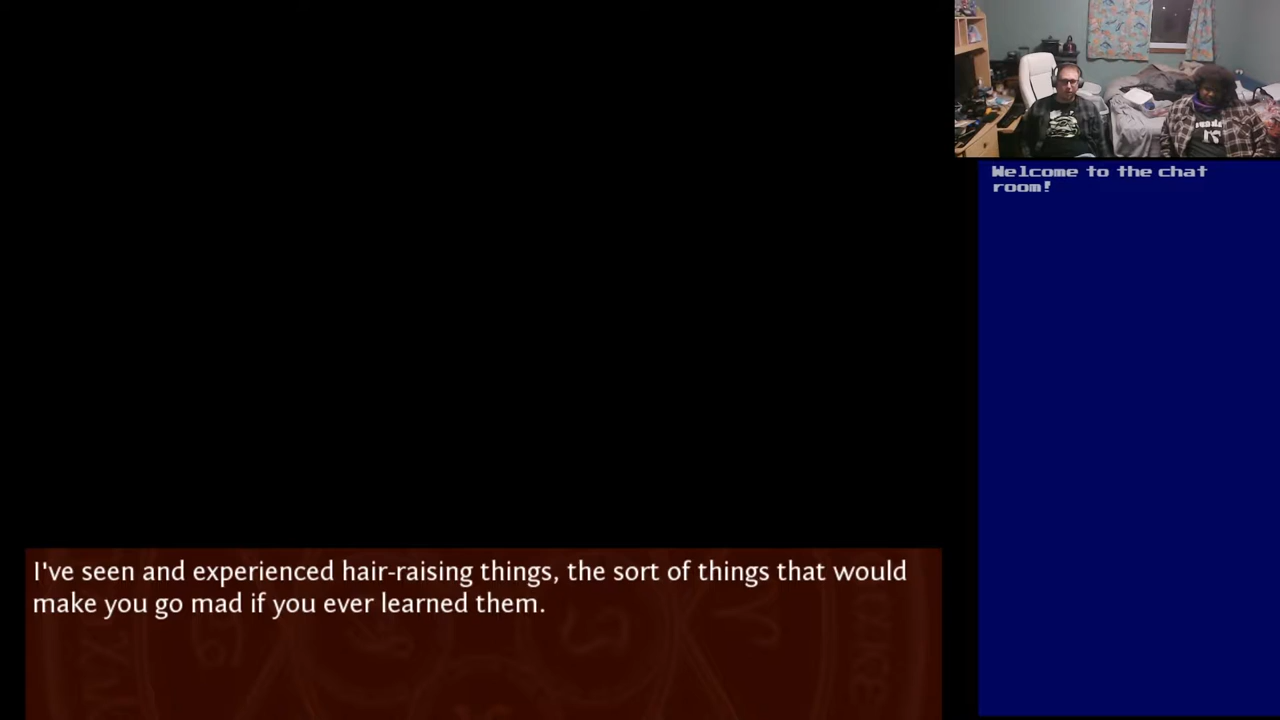 Welcome to the chat
room!
I've seen and experienced hair-raising things, the sort of things that would
make you go mad if you ever learned them.